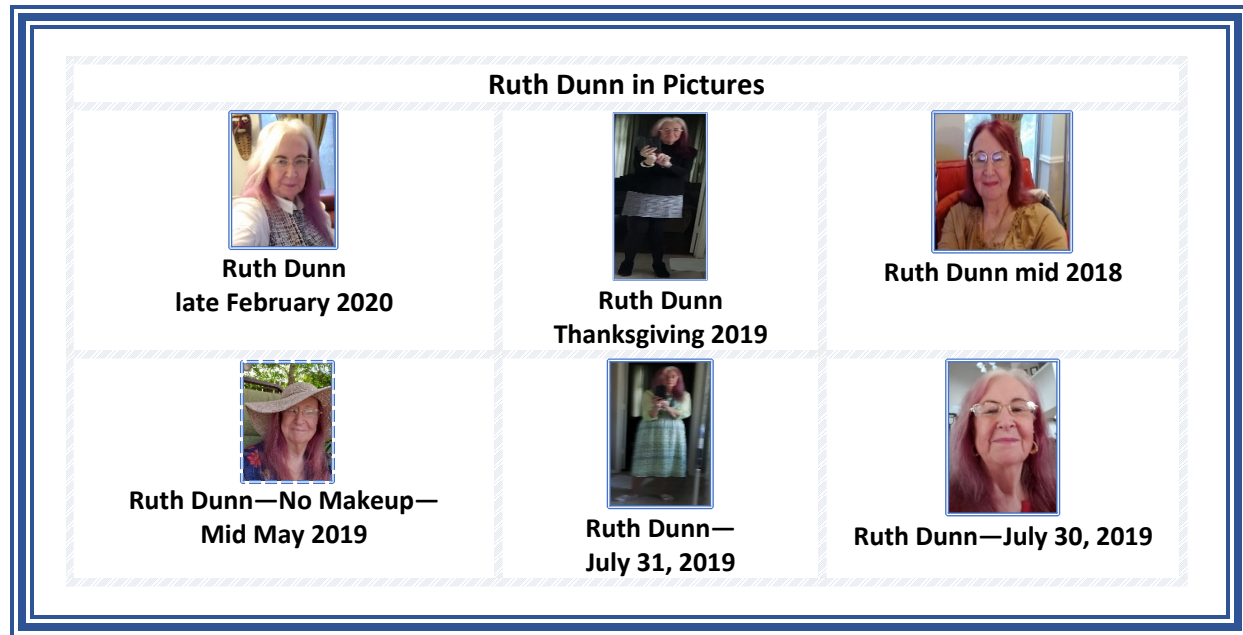 Ruth Dunn in Pictures
Ruth Dunn
late February 2020
Ruth Dunn
Thanksgiving 2019
Ruth Dunn mid 2018
Ruth Dunn—No Makeup—
Mid May 2019
Ruth Dunn—
July 31, 2019
Ruth Dunn—July 30, 2019